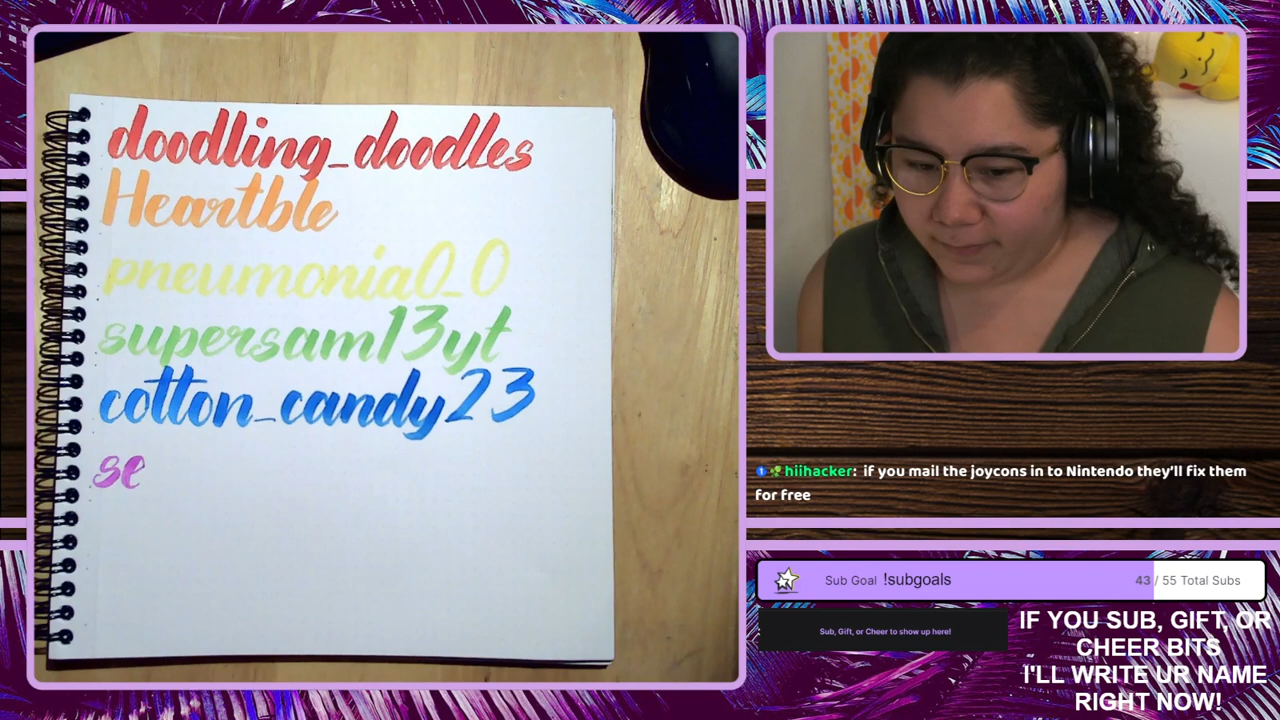 doodling_doodles
Heartble
pneumonia0_0
supersam13yt
cotton_candy23
se
hiihacker: if you mail the joycons in to Nintendo they'll fix them
for free
Sub Goal !subgoals 43 / 55 Total Subs
Sub, Gift, or Cheer to show up here!
IF YOU SUB, GIFT, OR
CHEER BITS
I'LL WRITE UR NAME
RIGHT NOW!